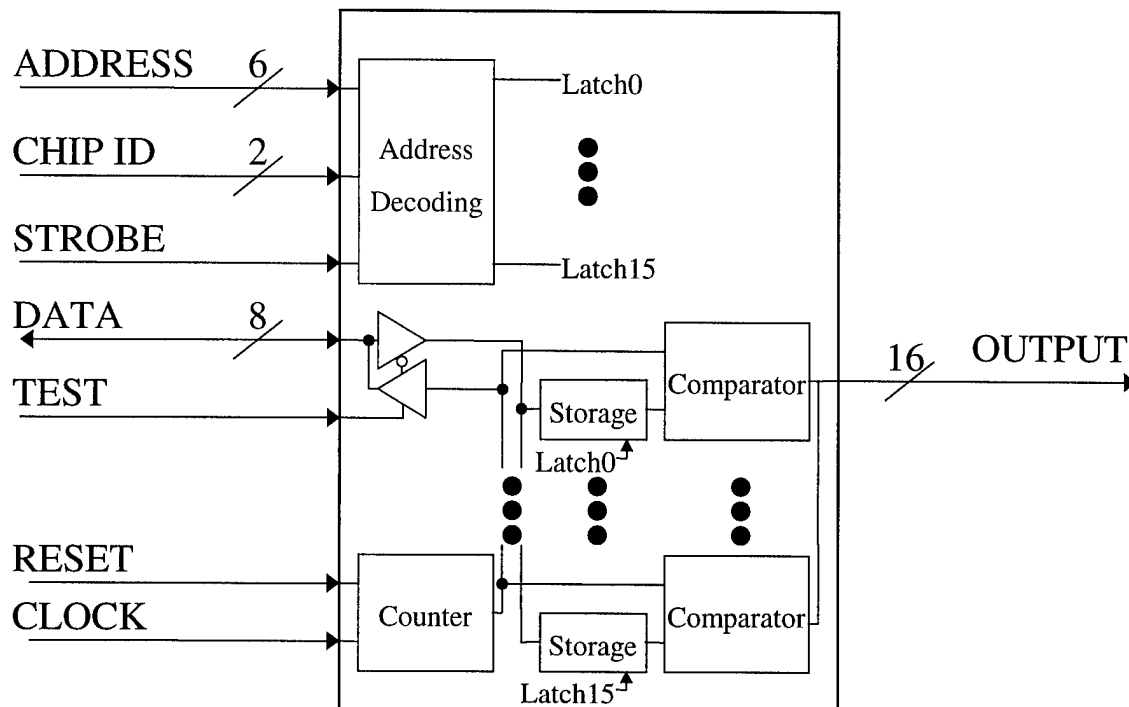 ADDRESS 6
Latch0
CHIP ID 2
Address
Decoding
STROBE
Latch15
DATA 8
TEST
Storage
Comparator
16 OUTPUT
Latch0
RESET
CLOCK
Counter
Storage
Comparator
Latch15